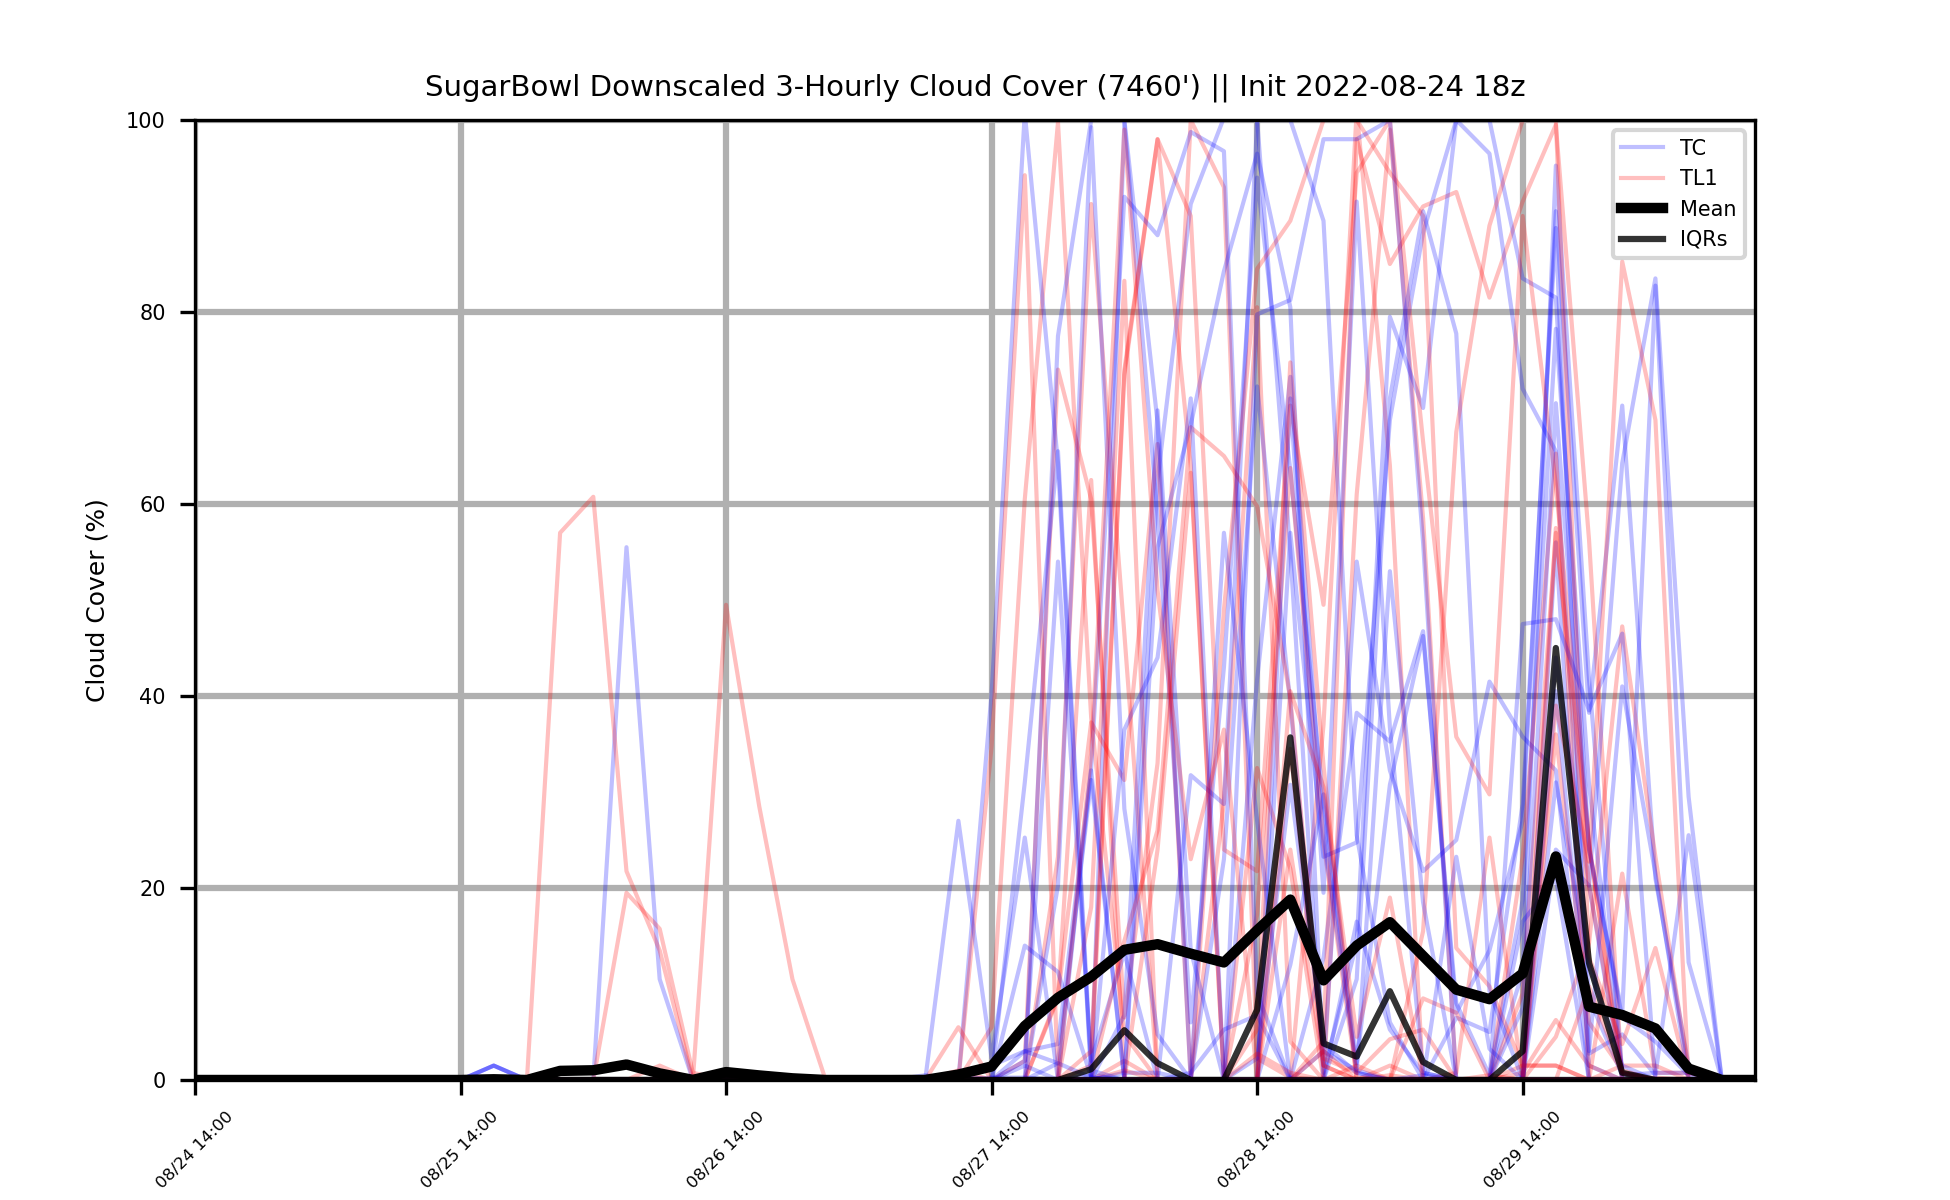 SugarBowl Downscaled 3-Hourly Cloud Cover (7460') || Init 2022-08-24 18z
Cloud Cover (%)
100
80
60
40
20
0
TC
TL1
Mean
IQRs
08/24 14:00
08/25 14:00
08/26 14:00
08/27 14:00
08/28 14:00
08/29 14:00